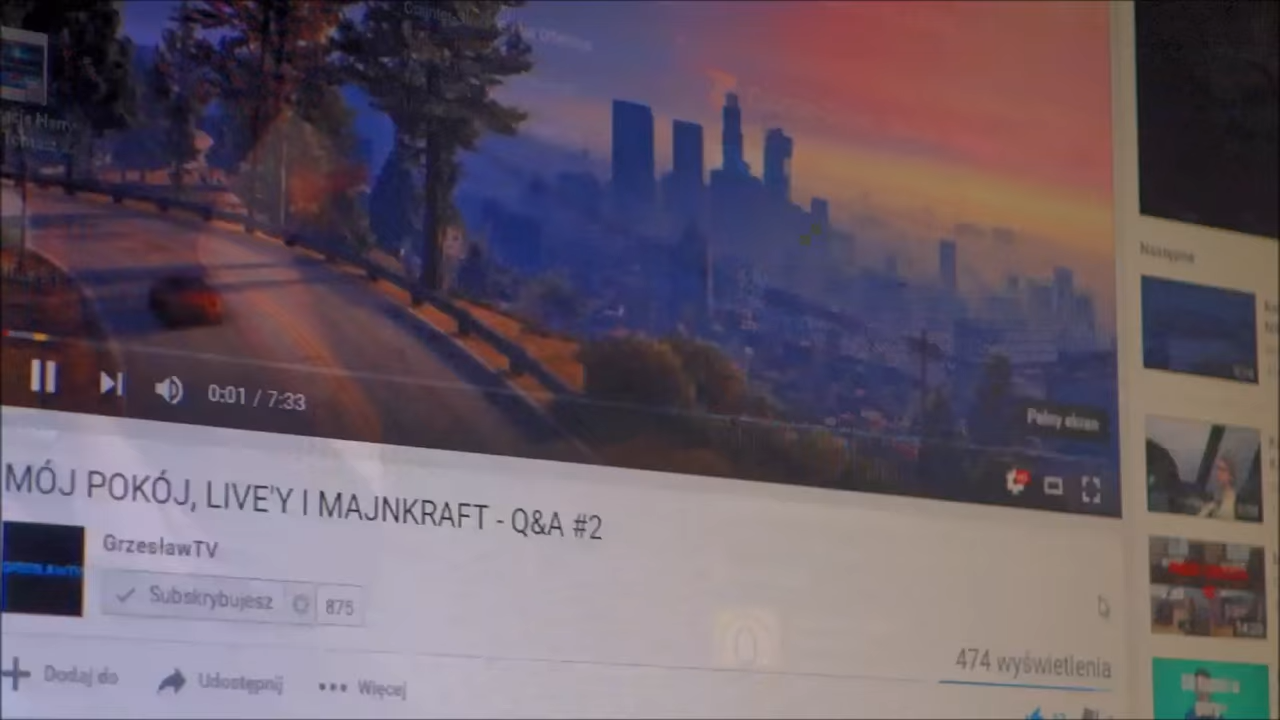 0:01 / 7:33
Pełny ekran
Następne
MÓJ POKÓJ, LIVE'Y I MAJNKRAFT - Q&A #2
GrzesławTV
Subskrybujesz 875
474 wyświetlenia
Dodaj do Udostępnij Więcej